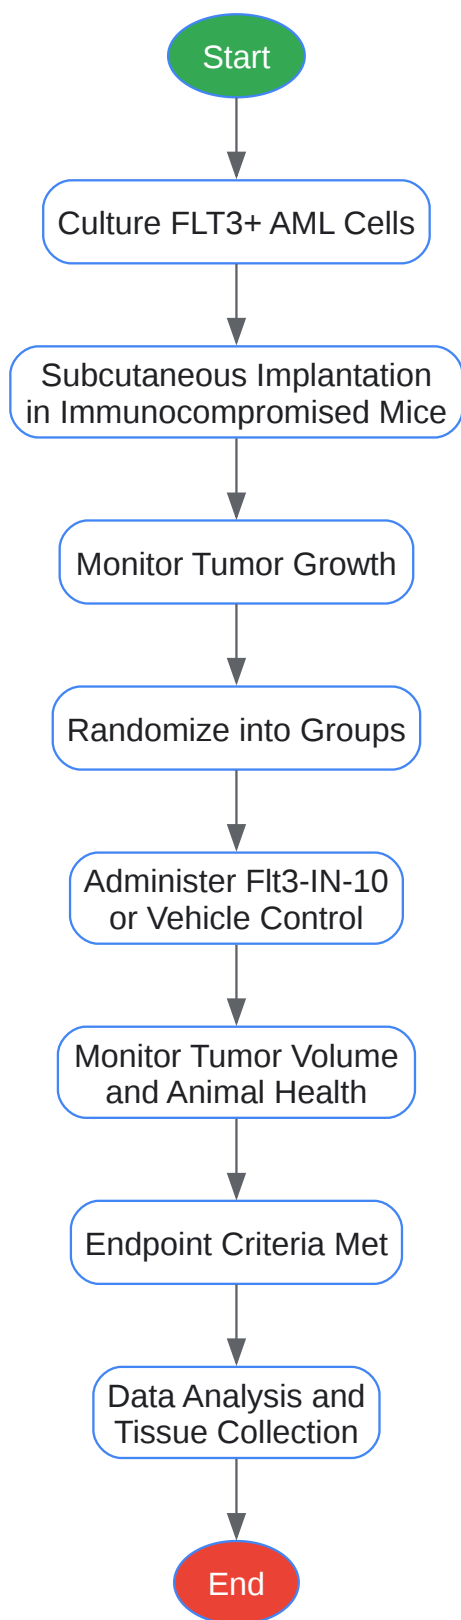 Start
Culture FLT3+ AML Cells
Subcutaneous Implantation
in Immunocompromised Mice
Monitor Tumor Growth
Randomize into Groups
Administer Flt3-IN-10
or Vehicle Control
Monitor Tumor Volume
and Animal Health
Endpoint Criteria Met
Data Analysis and
Tissue Collection
End